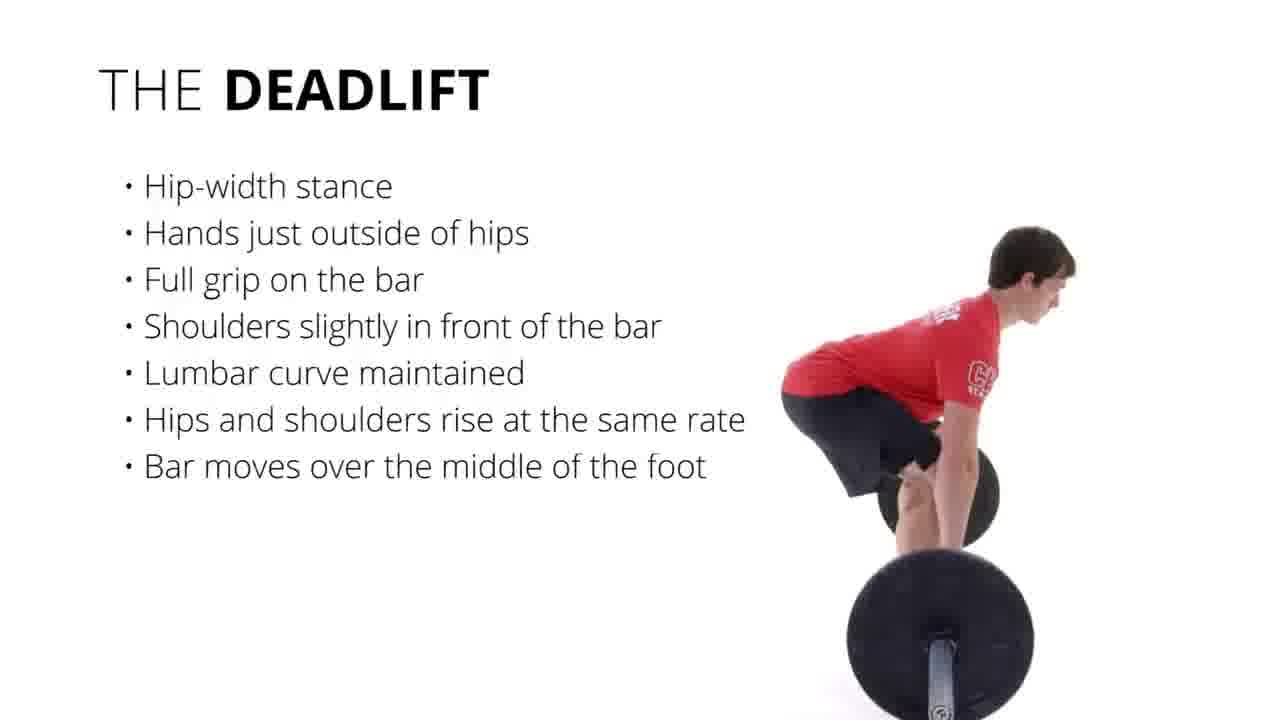 THE DEADLIFT
• Hip-width stance
• Hands just outside of hips
• Full grip on the bar
• Shoulders slightly in front of the bar
• Lumbar curve maintained
• Hips and shoulders rise at the same rate
• Bar moves over the middle of the foot